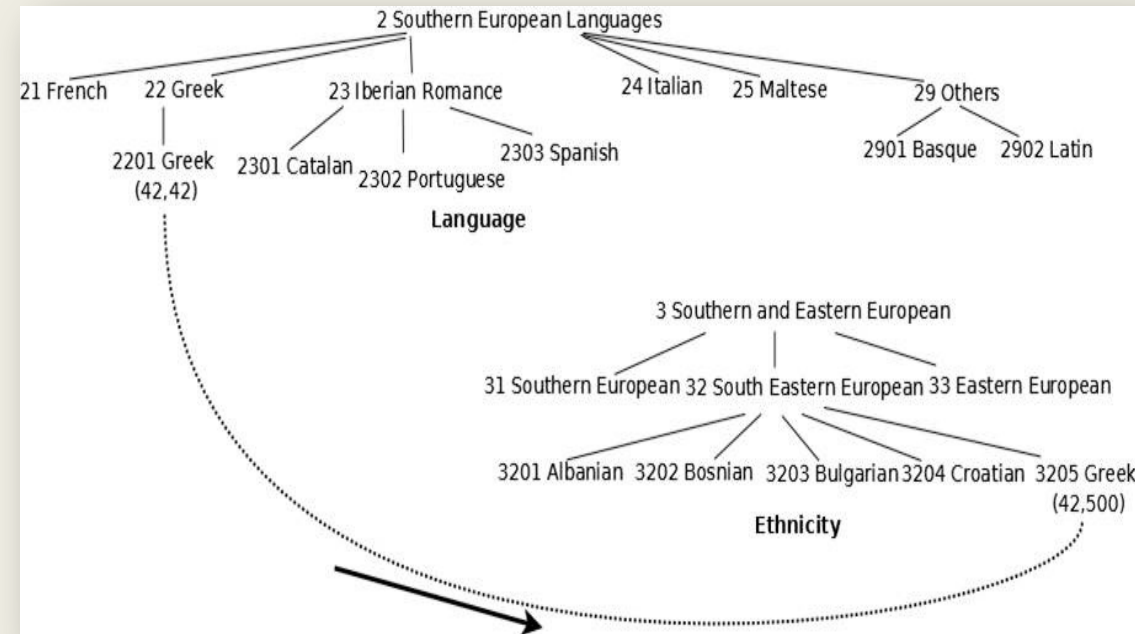 2 Southern European Languages
21 French 22 Greek 23 Iberian Romance 24 Italian 25 Maltese 29 Others
2201 Greek 2301 Catalan 2302 Portuguese 2303 Spanish 2901 Basque 2902 Latin
(42,42)
Language
3 Southern and Eastern European
31 Southern European 32 South Eastern European 33 Eastern European
3201 Albanian 3202 Bosnian 3203 Bulgarian 3204 Croatian 3205 Greek
(42,500)
Ethnicity